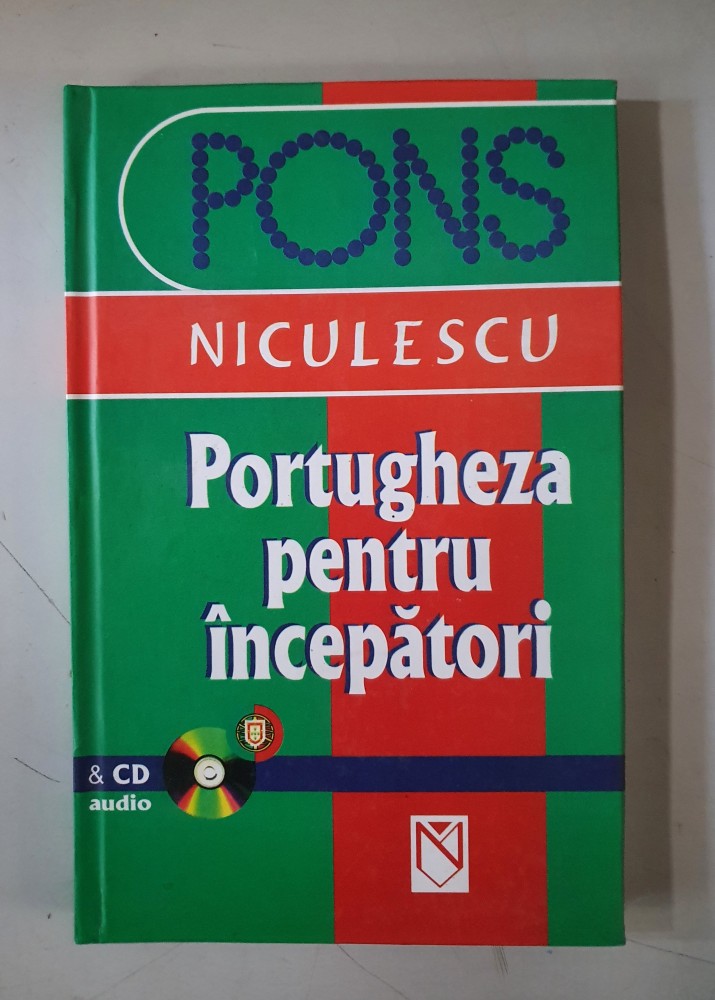 PONS
NICULESCU
Portugheza
pentru
începători
& CD
audio